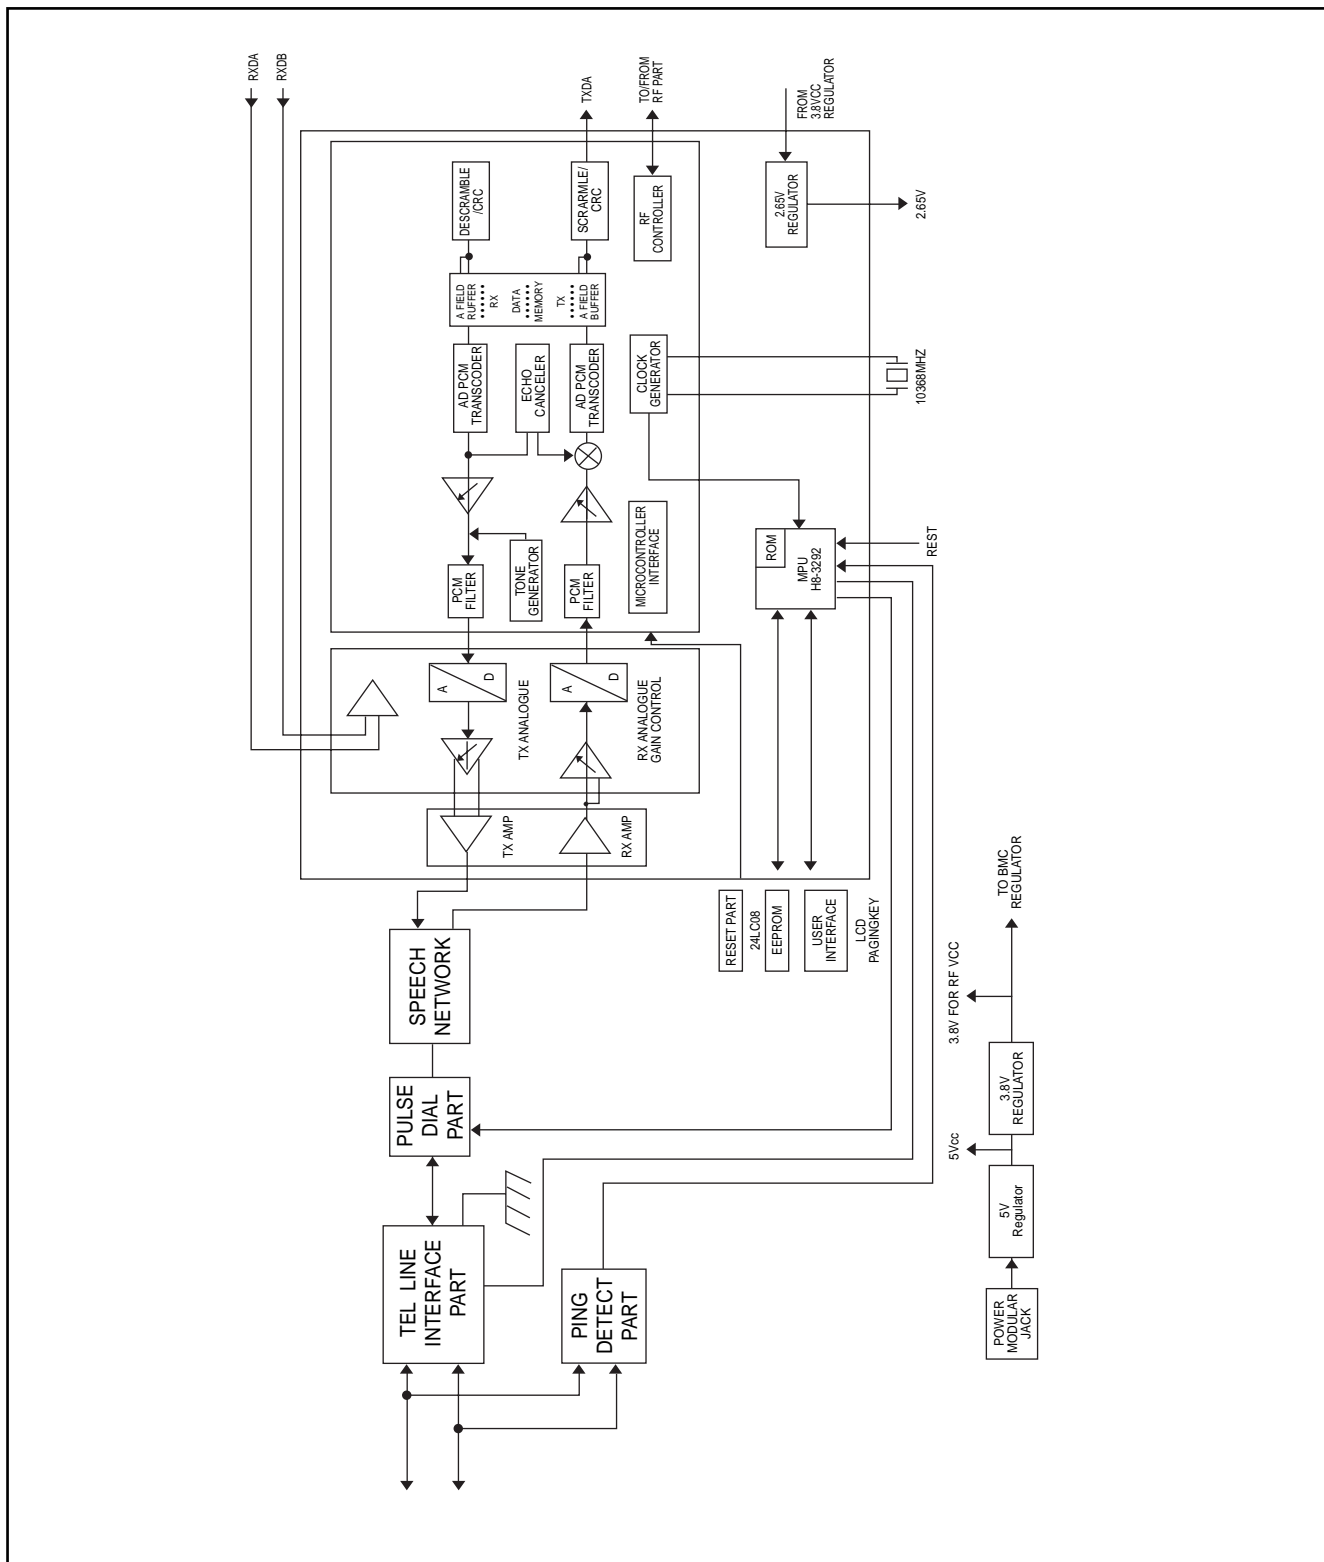 RXDA
RXDB
TXDA
TO/FROM
RF PART
FROM
3.8VCC
REGULATOR
DESCRAMBLE
/CRC
SCRARMLE/
CRC
RF
CONTROLLER
2.65V
REGULATOR
2.65V
A FIELD
RUFFER
RX
DATA
MEMORY
TX
A FIELD
BUFFER
AD PCM
TRANSCODER
ECHO
CANCELER
AD PCM
TRANSCODER
CLOCK
GENERATOR
10368MHZ
PCM
FILTER
TONE
GENERATOR
PCM
FILTER
MICROCONTROLLER
INTERFACE
ROM
MPU
H8-3292
REST
A
D
TX ANALOGUE
A
D
RX ANALOGUE
GAIN CONTROL
TX AMP
RX AMP
SPEECH
NETWORK
RESET PART
24LC08
EEPROM
USER
INTERFACE
LCD
PAGINGKEY
PULSE
DIAL
PART
TEL LINE
INTERFACE
PART
PING
DETECT
PART
POWER
MODULAR
JACK
5V
Regulator
5Vcc
3.8V
REGULATOR
3.8V FOR RF VCC
TO BMC
REGULATOR